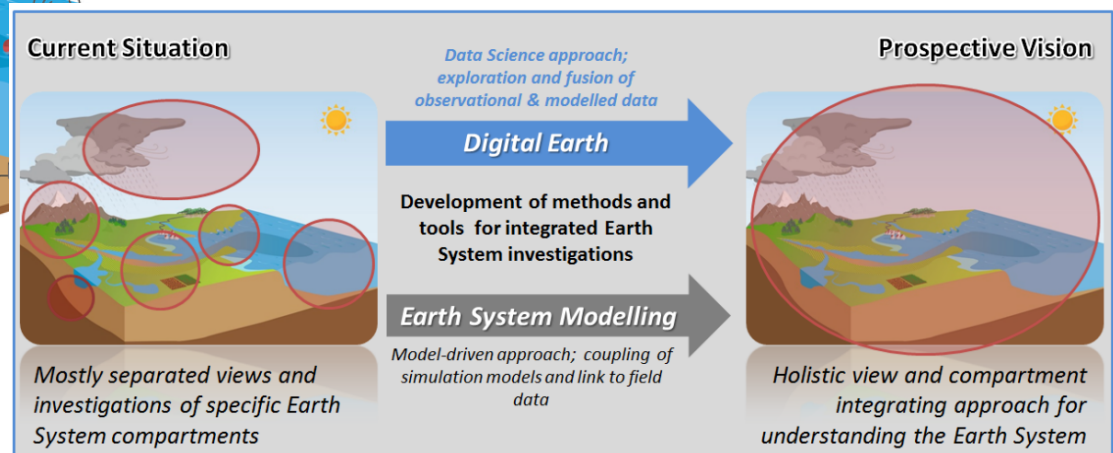 Current Situation
Data Science approach;
exploration and fusion of
observational & modelled data
Prospective Vision
Digital Earth
Development of methods and
tools for integrated Earth
System investigations
Earth System Modelling
Model-driven approach; coupling of
simulation models and link to field
data
Mostly separated views and
investigations of specific Earth
System compartments
Holistic view and compartment
integrating approach for
understanding the Earth System